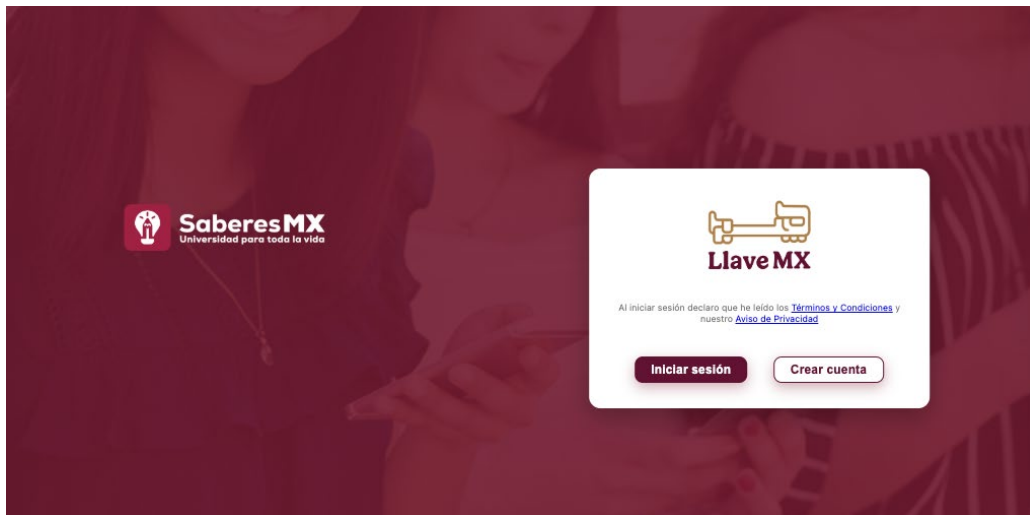 SaberesMX
Universidad para toda la vida
Llave MX
Al iniciar sesión declaro que he leído los Términos y Condiciones y
nuestro Aviso de Privacidad
Iniciar sesión
Crear cuenta